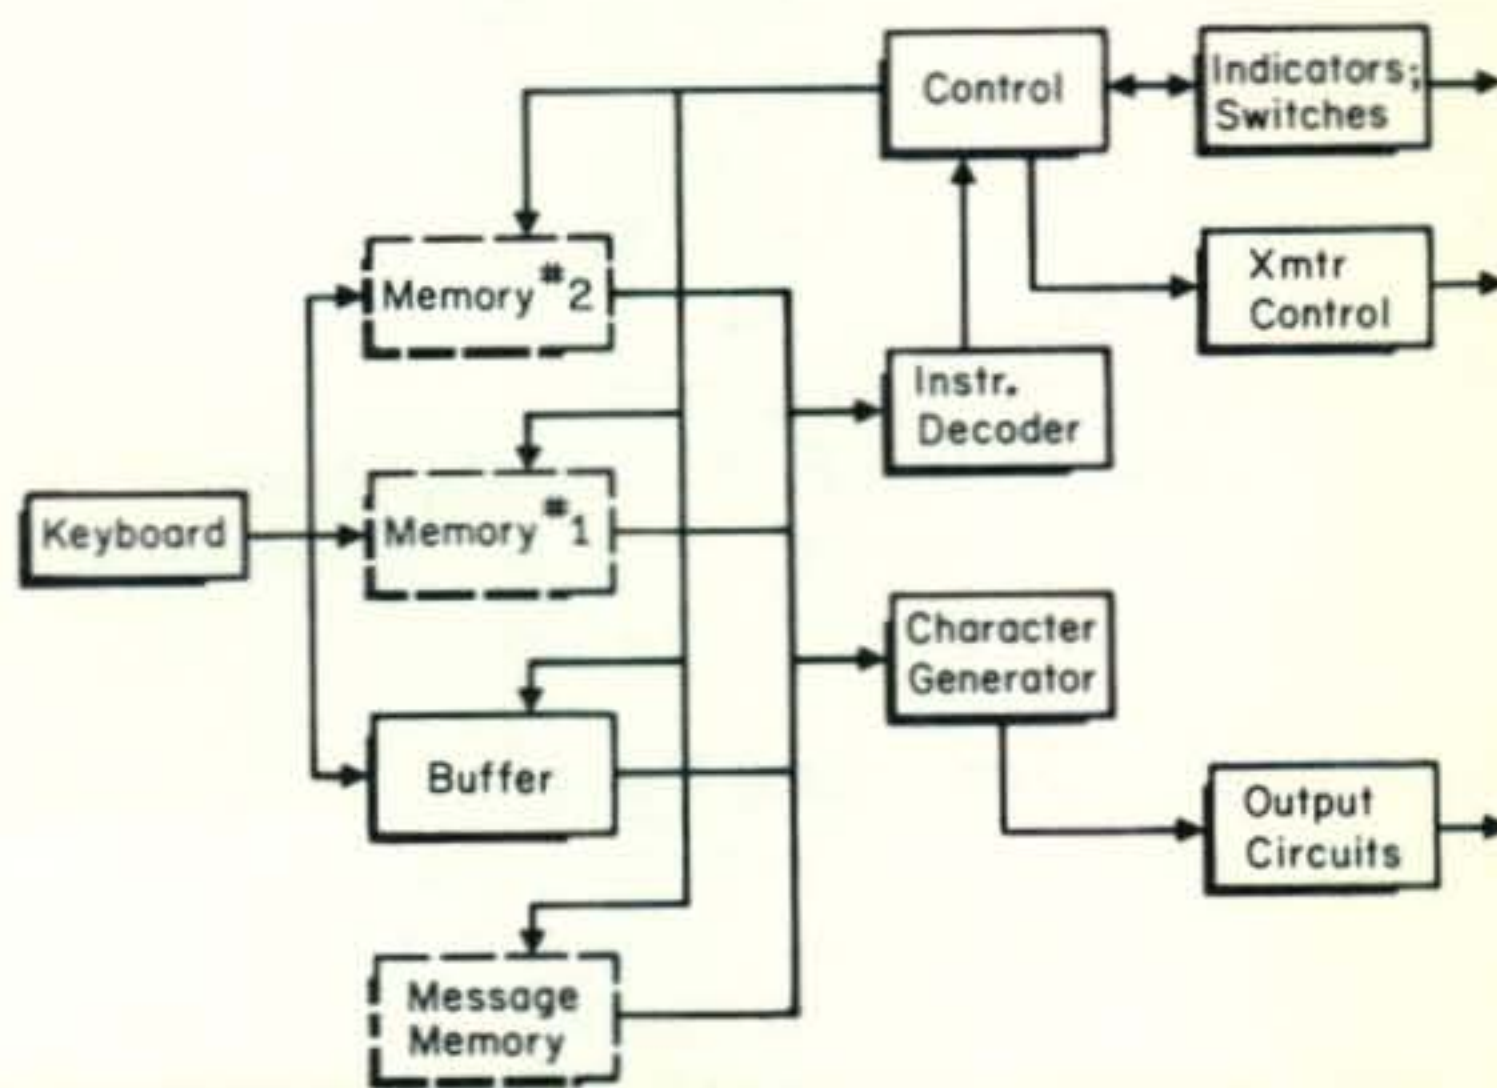 Control
Indicators;
Switches
Memory #2
Xmtr
Control
Instr.
Decoder
Keyboard
Memory #1
Character
Generator
Buffer
Output
Circuits
Message
Memory